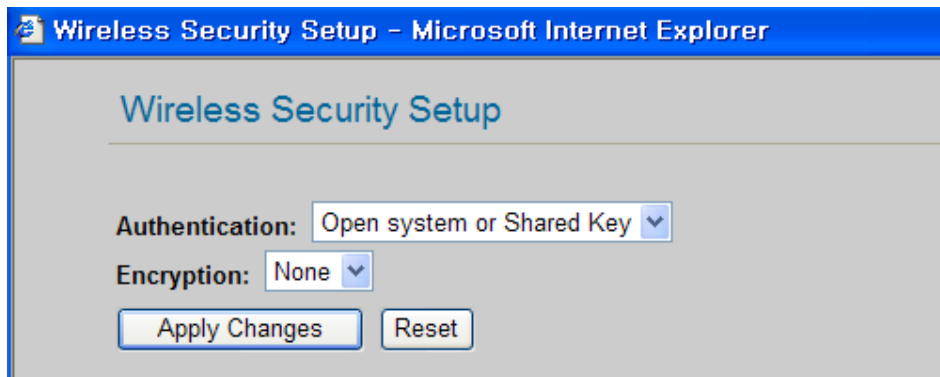 Wireless Security Setup - Microsoft Internet Explorer
Wireless Security Setup
Authentication: Open system or Shared Key
Encryption: None
Apply Changes Reset